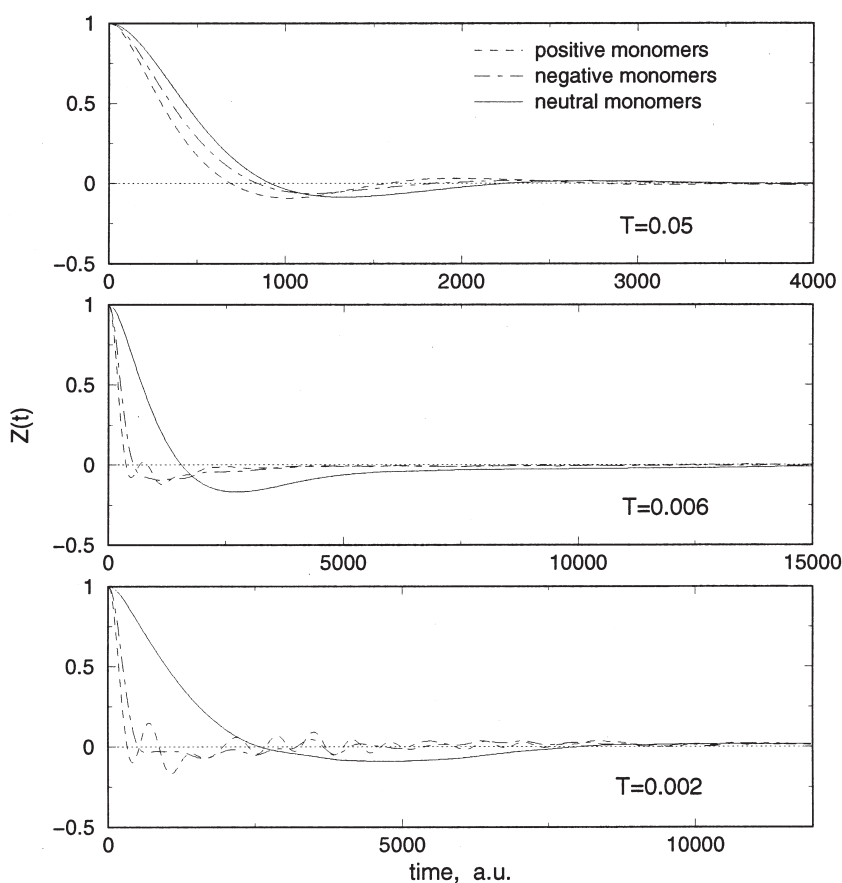 1
positive monomers
negative monomers
0.5
neutral monomers
0
T=0.05
−0.5
0 1000 2000 3000 4000
1
0.5
Z(t)
0
T=0.006
−0.5
0 5000 10000 15000
1
0.5
0
T=0.002
−0.5
0 5000 10000
time, a.u.